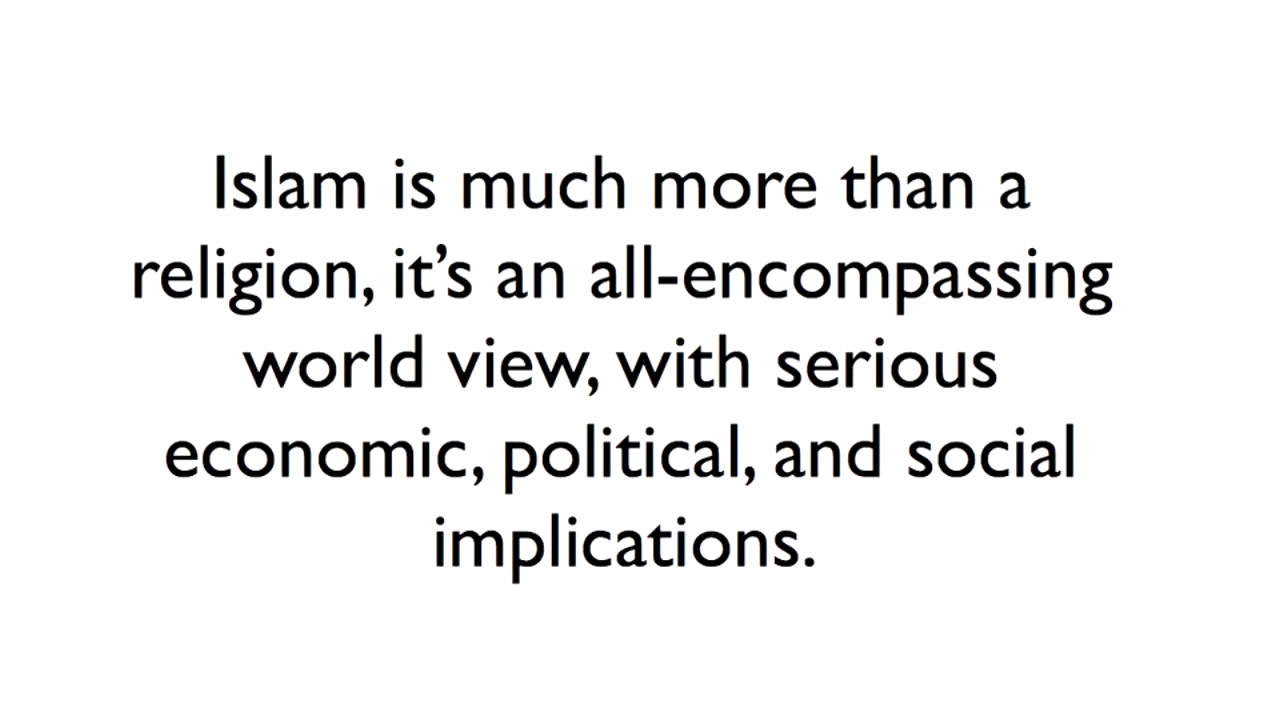 Islam is much more than a
religion, it’s an all-encompassing
world view, with serious
economic, political, and social
implications.